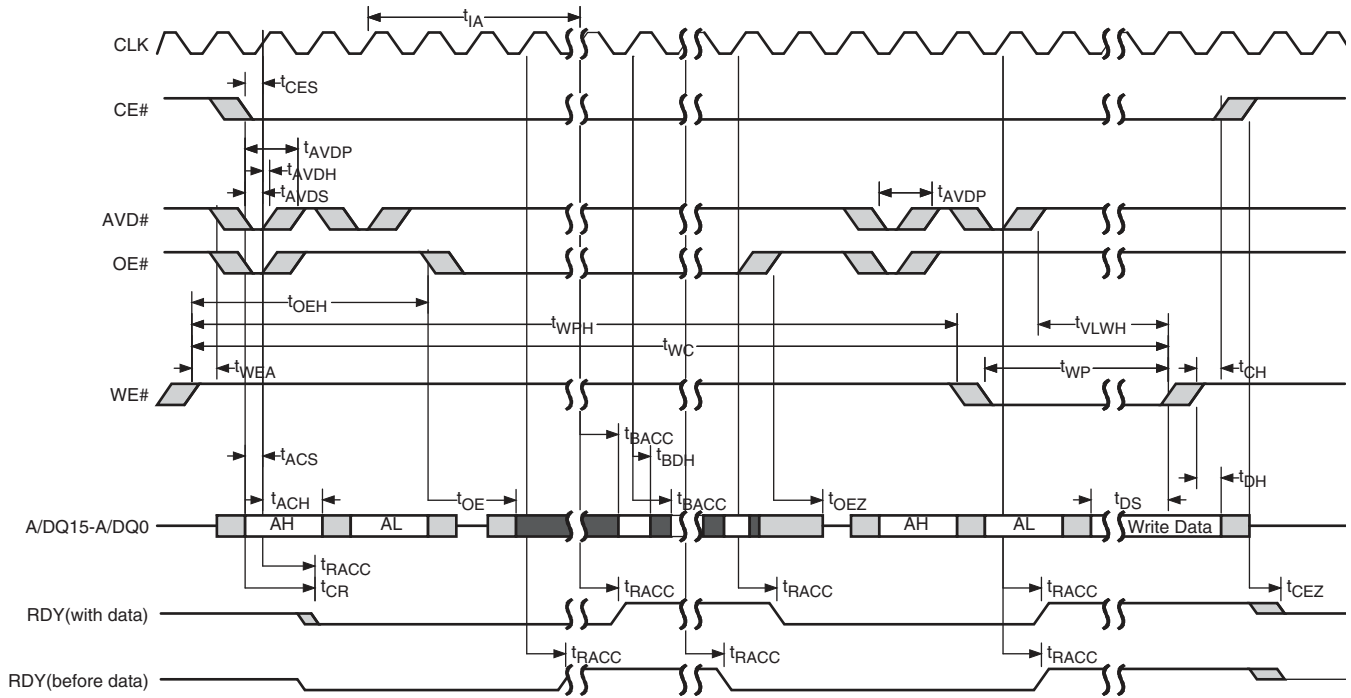 tIA
CLK
tCES
CE#
tAVDP
tAVDH
tAVDS
tAVDP
AVD#
OE#
tOEH
tWPH
tVLWH
tWC
tWEA
tWP
tCH
WE#
tBACC
tBDH
tACS
tDH
tACH
tOE
tBACC
tOEZ
tDS
A/DQ15-A/DQ0
AH
AL
AH
AL
Write Data
tRACC
tCR
tRACC
tRACC
tRACC
tCEZ
RDY(with data)
tRACC
tRACC
tRACC
RDY(before data)